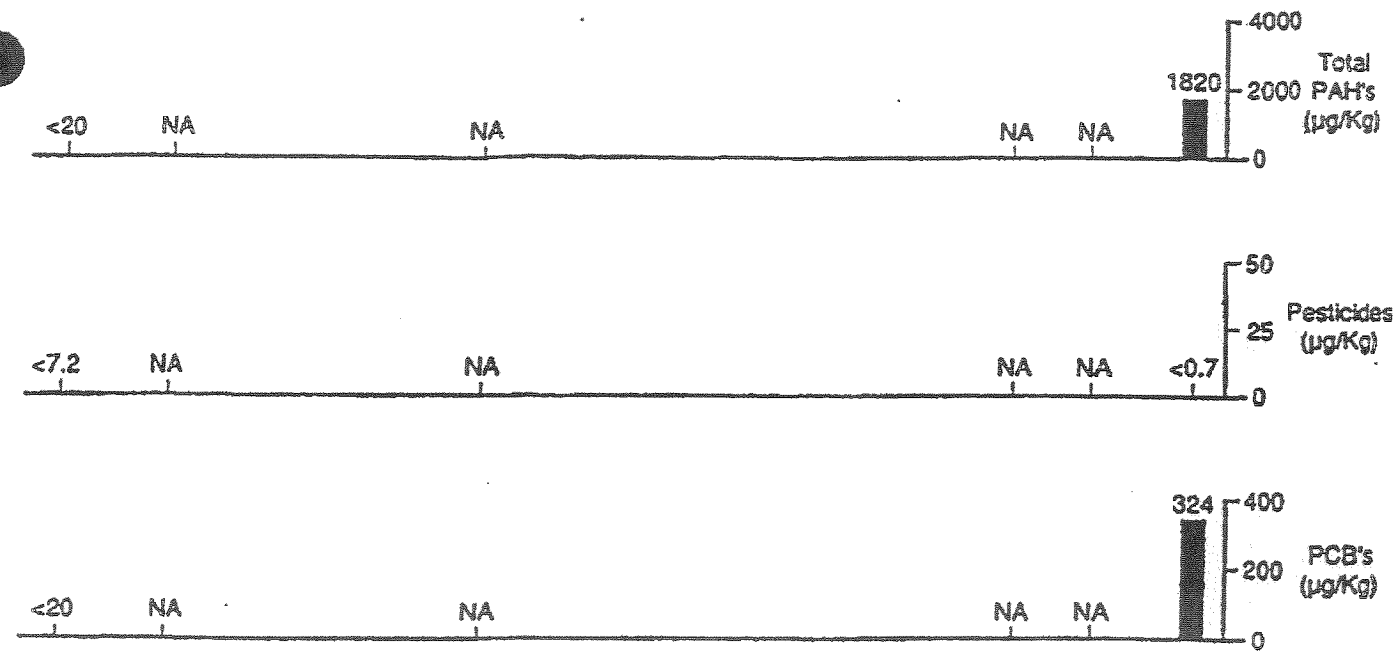 4000
Total
1820
2000 PAH's
<20 NA NA NA NA (µg/Kg)
0
50
Pesticides
25 (µg/Kg)
<7.2 NA NA NA NA <0.7
0
324 400
PCB's
200 (µg/Kg)
<20 NA NA NA NA
0